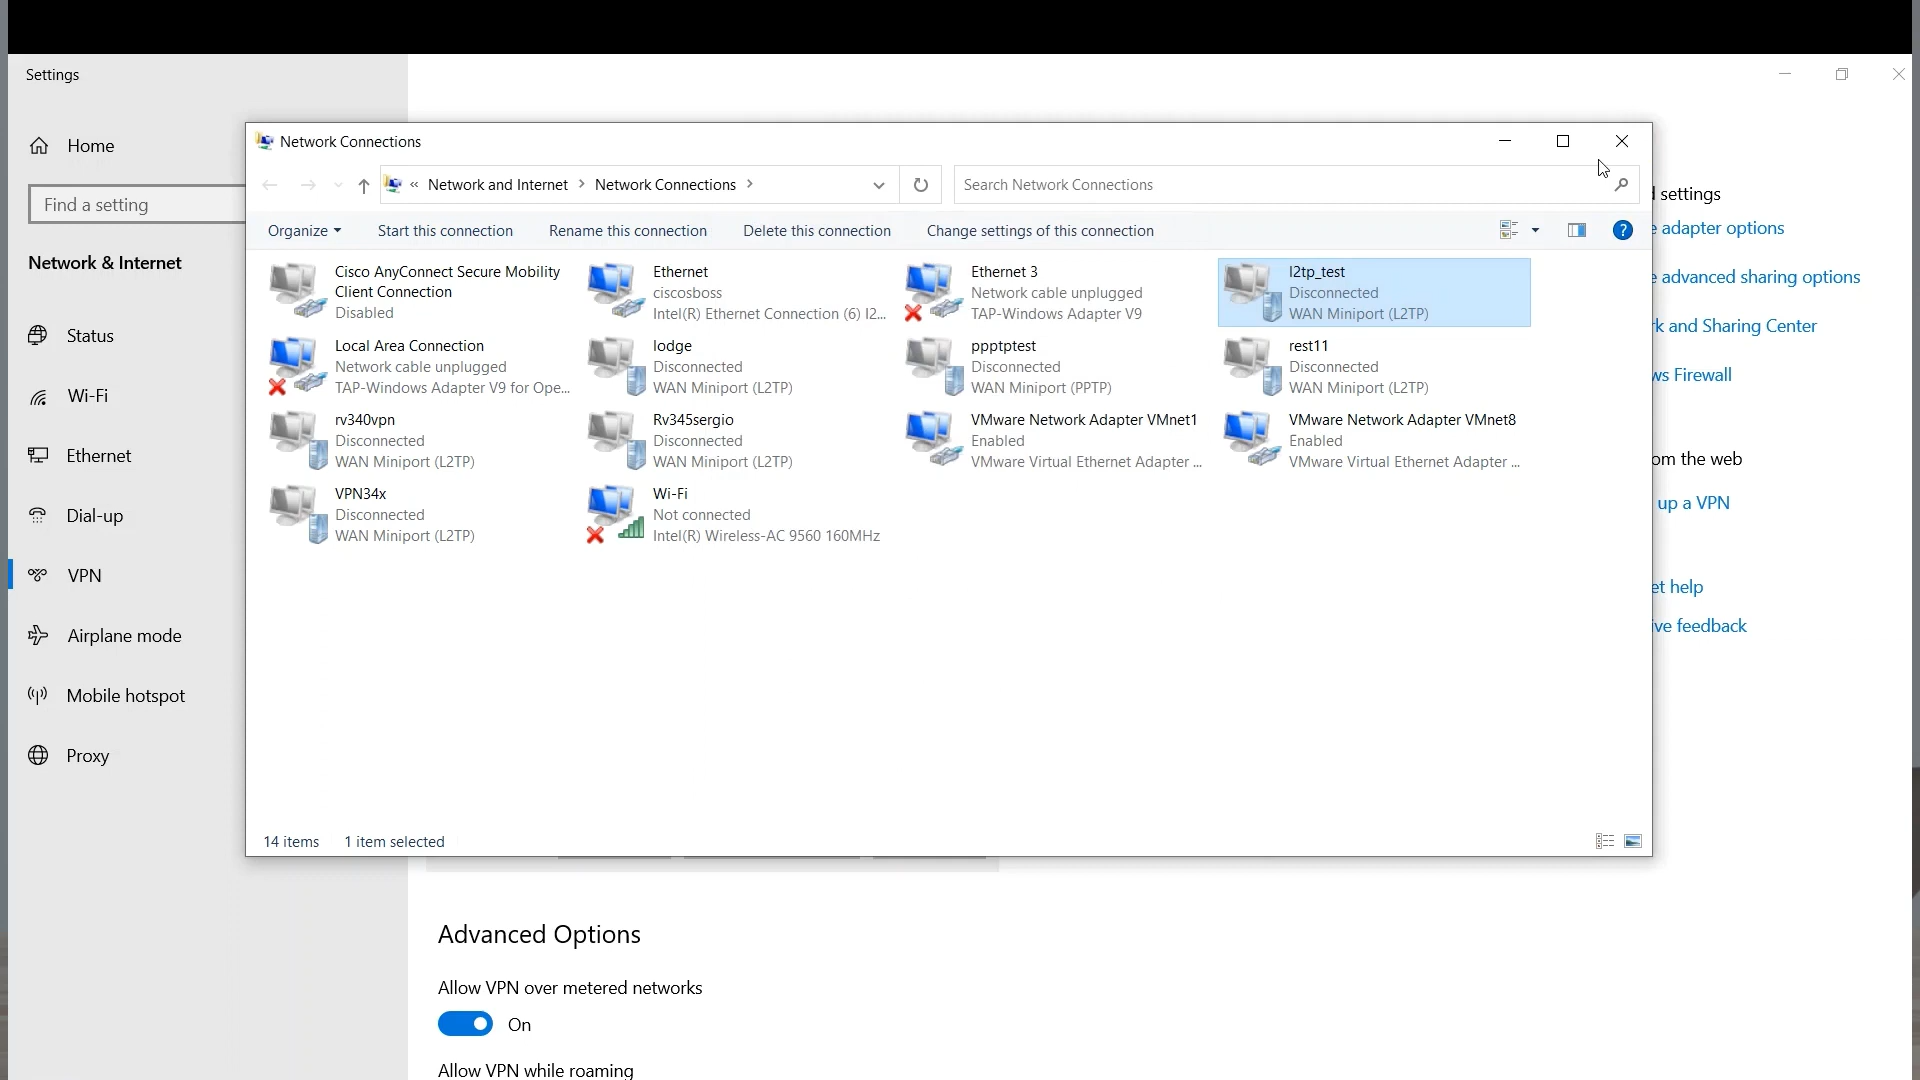 Settings
Home
Find a setting
Network & Internet
Status
Wi-Fi
Ethernet
Dial-up
VPN
Airplane mode
Mobile hotspot
Proxy
Network Connections
« Network and Internet > Network Connections >
Search Network Connections
Organize
Start this connection
Rename this connection
Delete this connection
Change settings of this connection
Cisco AnyConnect Secure Mobility
Client Connection
Disabled
Ethernet
ciscosboss
Intel(R) Ethernet Connection (6) I2...
Ethernet 3
Network cable unplugged
TAP-Windows Adapter V9
l2tp_test
Disconnected
WAN Miniport (L2TP)
Local Area Connection
Network cable unplugged
TAP-Windows Adapter V9 for Ope...
lodge
Disconnected
WAN Miniport (L2TP)
ppptptest
Disconnected
WAN Miniport (PPTP)
rest11
Disconnected
WAN Miniport (L2TP)
rv340vpn
Disconnected
WAN Miniport (L2TP)
Rv345sergio
Disconnected
WAN Miniport (L2TP)
VMware Network Adapter VMnet1
Enabled
VMware Virtual Ethernet Adapter ...
VMware Network Adapter VMnet8
Enabled
VMware Virtual Ethernet Adapter ...
VPN34x
Disconnected
WAN Miniport (L2TP)
Wi-Fi
Not connected
Intel(R) Wireless-AC 9560 160MHz
14 items
1 item selected
settings
adapter options
advanced sharing options
and Sharing Center
Firewall
the web
up a VPN
help
feedback
Advanced Options
Allow VPN over metered networks
On
Allow VPN while roaming